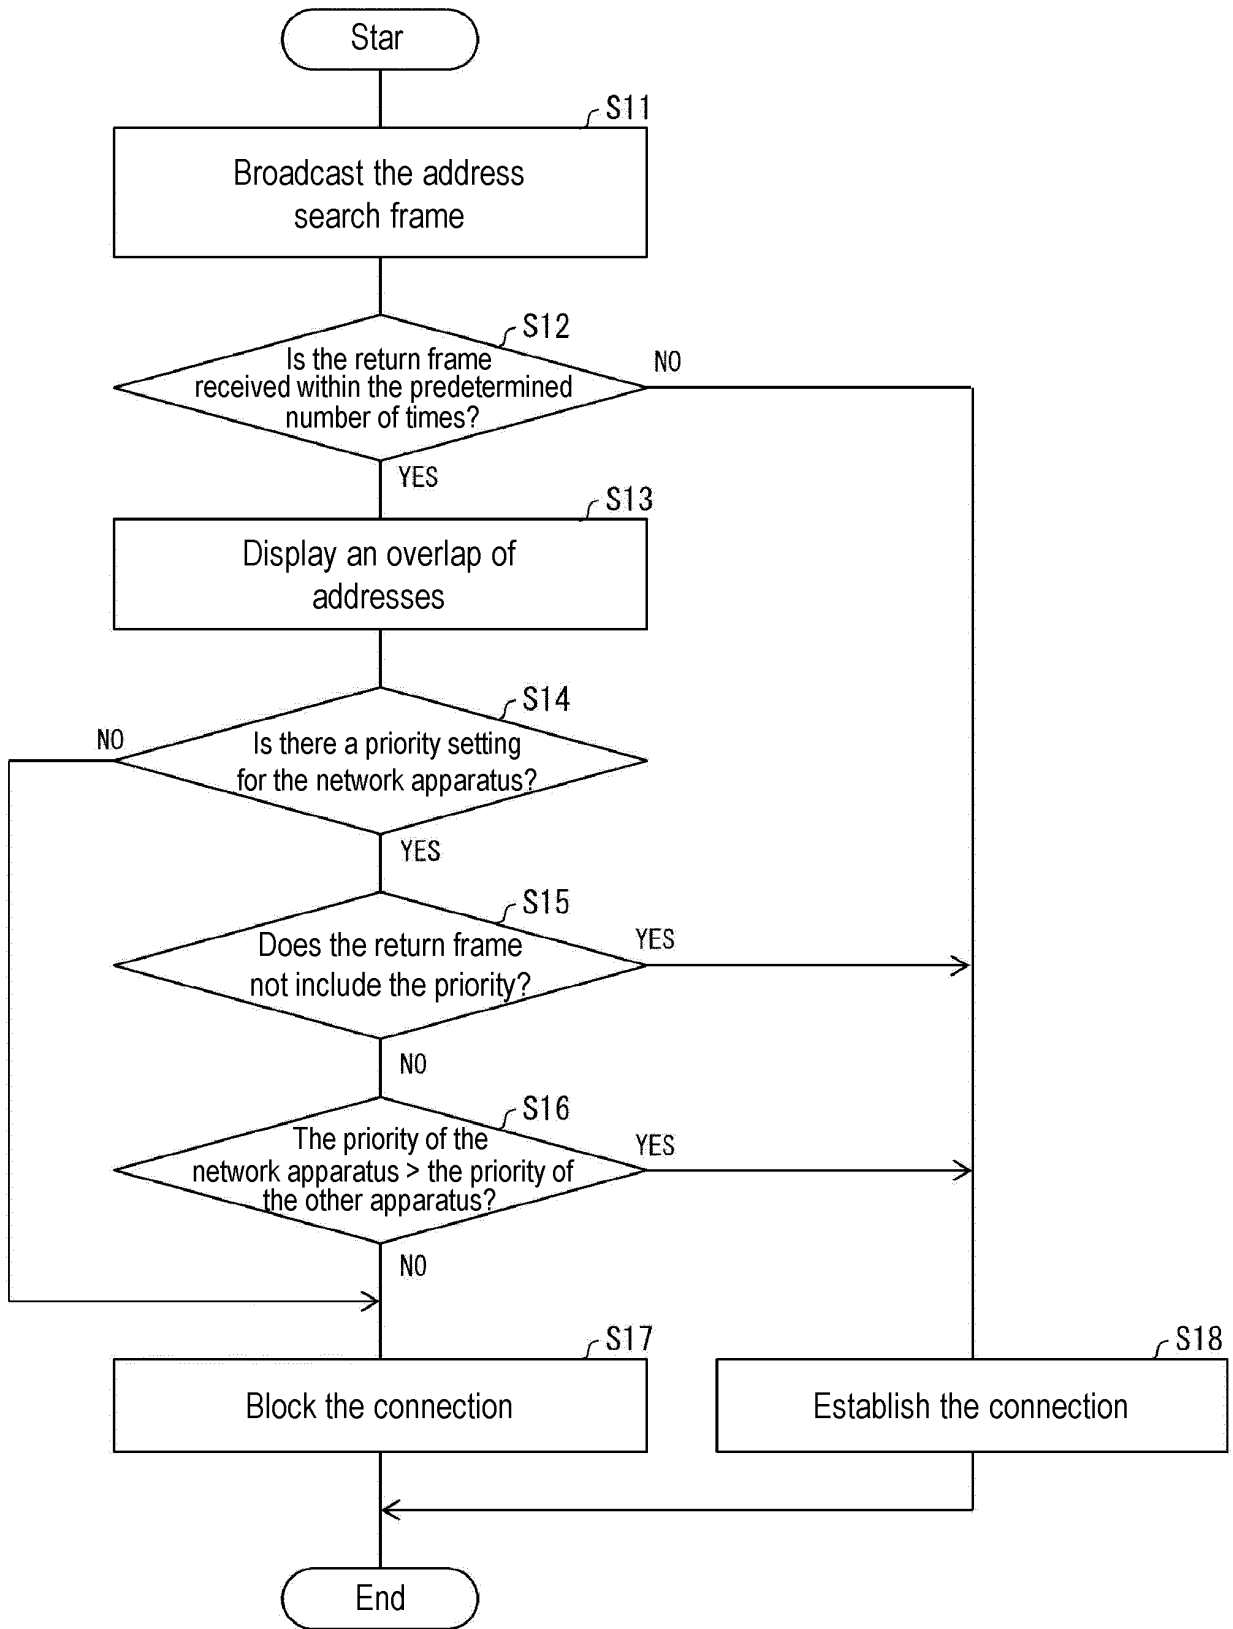 Star
S11
Broadcast the address
search frame
S12
Is the return frame
received within the predetermined
number of times?
NO
YES
S13
Display an overlap of
addresses
S14
NO
Is there a priority setting
for the network apparatus?
YES
S15
Does the return frame
not include the priority?
YES
NO
S16
The priority of the
network apparatus > the priority of
the other apparatus?
YES
NO
S17
Block the connection
S18
Establish the connection
End